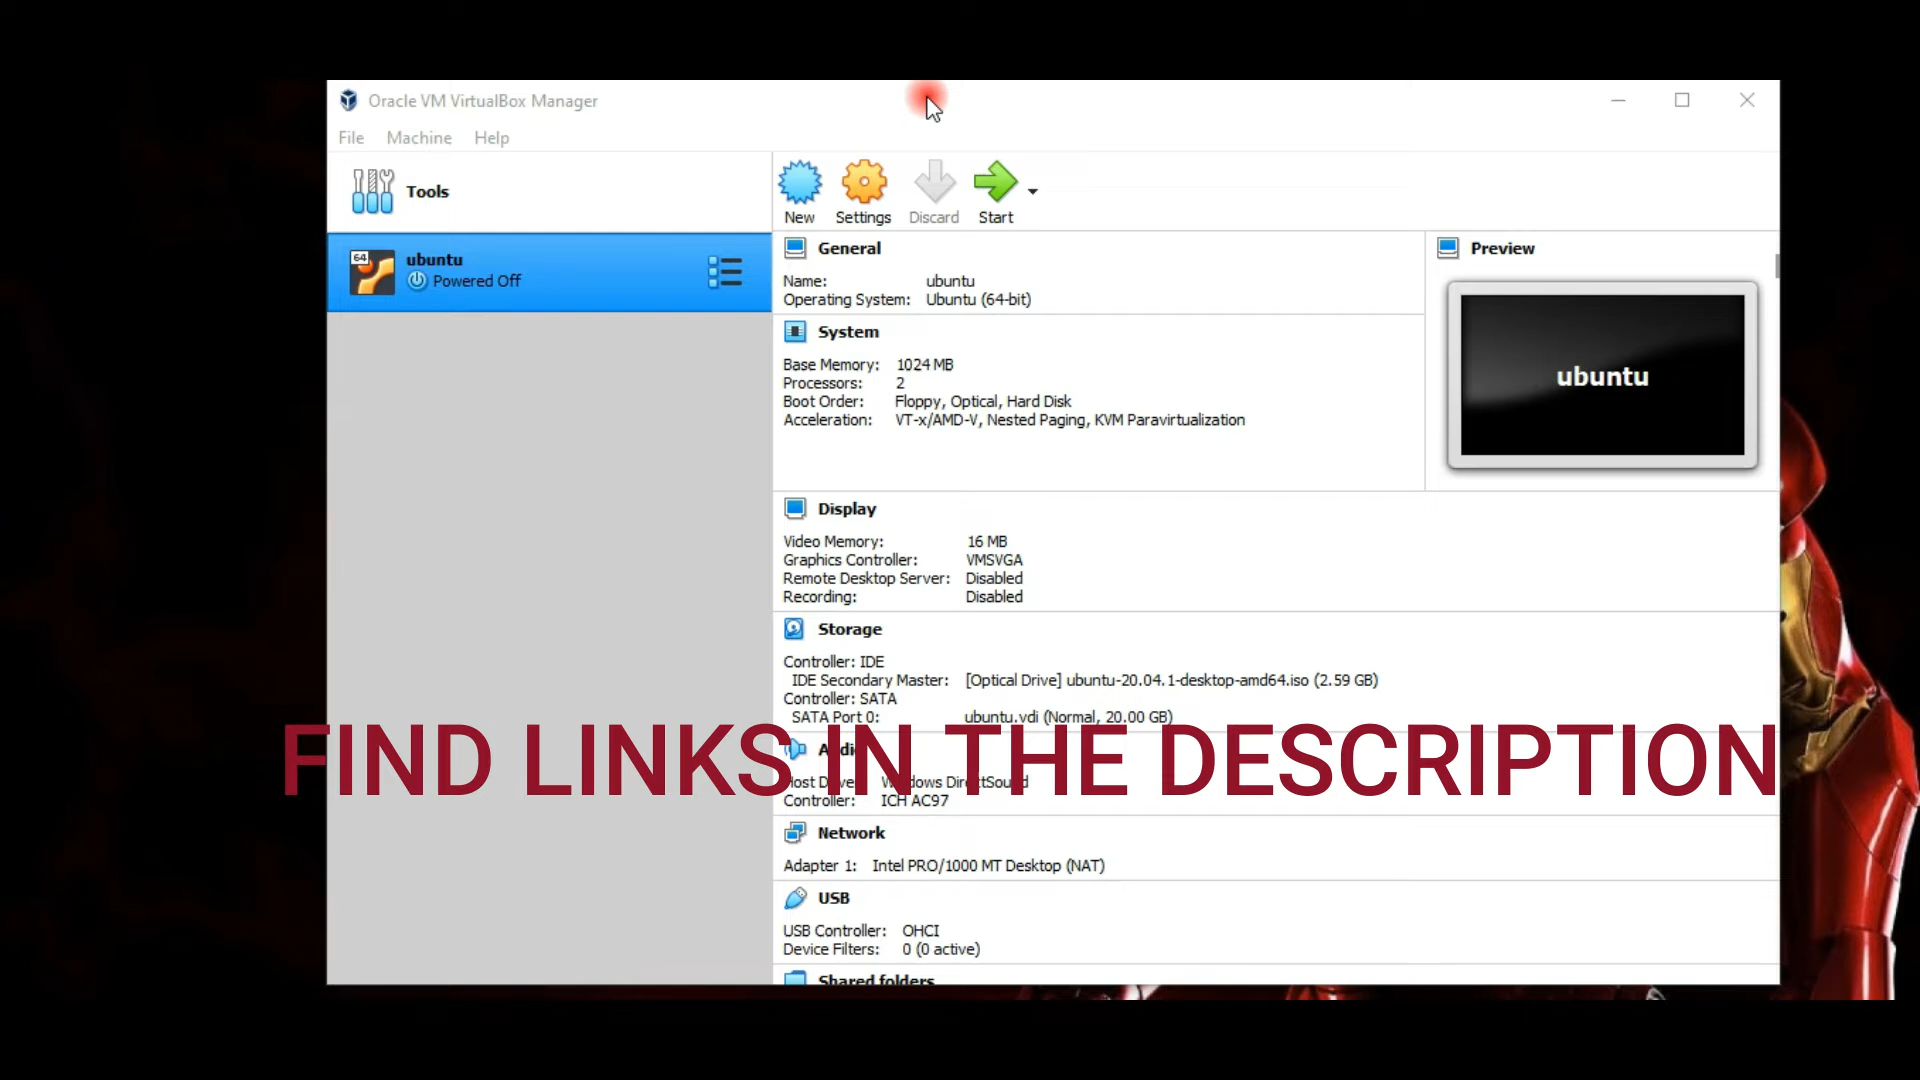 Oracle VM VirtualBox Manager
File Machine Help
Tools
New Settings Discard Start
64
ubuntu
Powered Off
General
Name: ubuntu
Operating System: Ubuntu (64-bit)
Preview
ubuntu
System
Base Memory: 1024 MB
Processors: 2
Boot Order: Floppy, Optical, Hard Disk
Acceleration: VT-x/AMD-V, Nested Paging, KVM Paravirtualization
Display
Video Memory: 16 MB
Graphics Controller: VMSVGA
Remote Desktop Server: Disabled
Recording: Disabled
Storage
Controller: IDE
IDE Secondary Master: [Optical Drive] ubuntu-20.04.1-desktop-amd64.iso (2.59 GB)
Controller: SATA
SATA Port 0: ubuntu.vdi (Normal, 20.00 GB)
FIND LINKS IN THE DESCRIPTION
Audio
Host Driver: Windows DirectSound
Controller: ICH AC97
Network
Adapter 1: Intel PRO/1000 MT Desktop (NAT)
USB
USB Controller: OHCI
Device Filters: 0 (0 active)
Shared folders